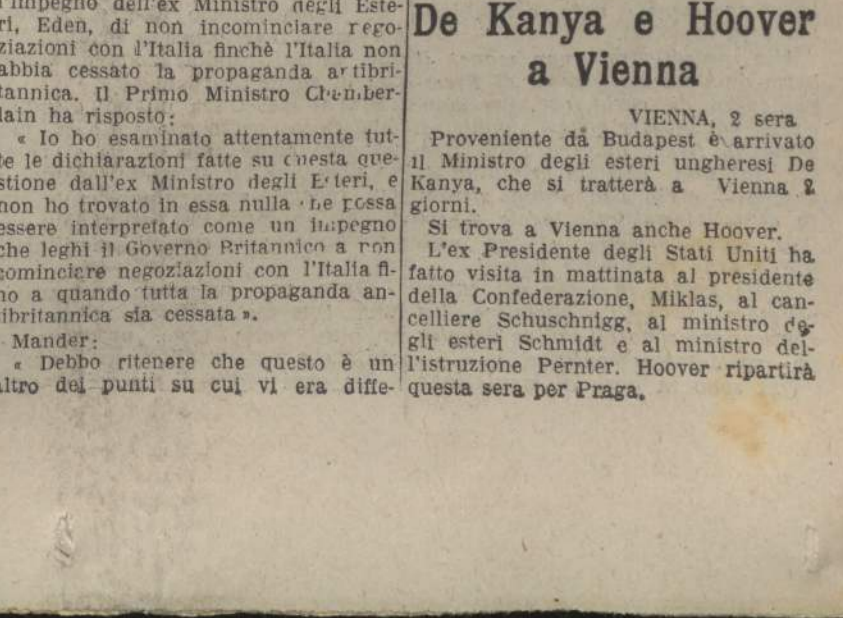 l'impegno dell'ex Ministro degli Este-
ri, Eden, di non incominciare rego-
ziazioni con l'Italia finchè l'Italia non
abbia cessato la propaganda artibri-
tannica. Il Primo Ministro Chamber-
lain ha risposto:
« Io ho esaminato attentamente tut-
te le dichiarazioni fatte su questa que-
stione dall'ex Ministro degli Esteri, e
non ho trovato in essa nulla che possa
essere interpretato come un impegno
che leghi il Governo Britannico a non
cominciare negoziazioni con l'Italia fi-
no a quando tutta la propaganda an-
tibritannica sia cessata ».
Mander:
« Debbo ritenere che questo è un
altro dei punti su cui vi era diffe-
De Kanya e Hoover
a Vienna
VIENNA, 2 sera
Proveniente da Budapest è arrivato
il Ministro degli esteri ungheresi De
Kanya, che si tratterà a Vienna 2
giorni.
Si trova a Vienna anche Hoover.
L'ex Presidente degli Stati Uniti ha
fatto visita in mattinata al presidente
della Confederazione, Miklas, al can-
celliere Schuschnigg, al ministro de-
gli esteri Schmidt e al ministro del-
l'istruzione Pernter. Hoover ripartirà
questa sera per Praga.